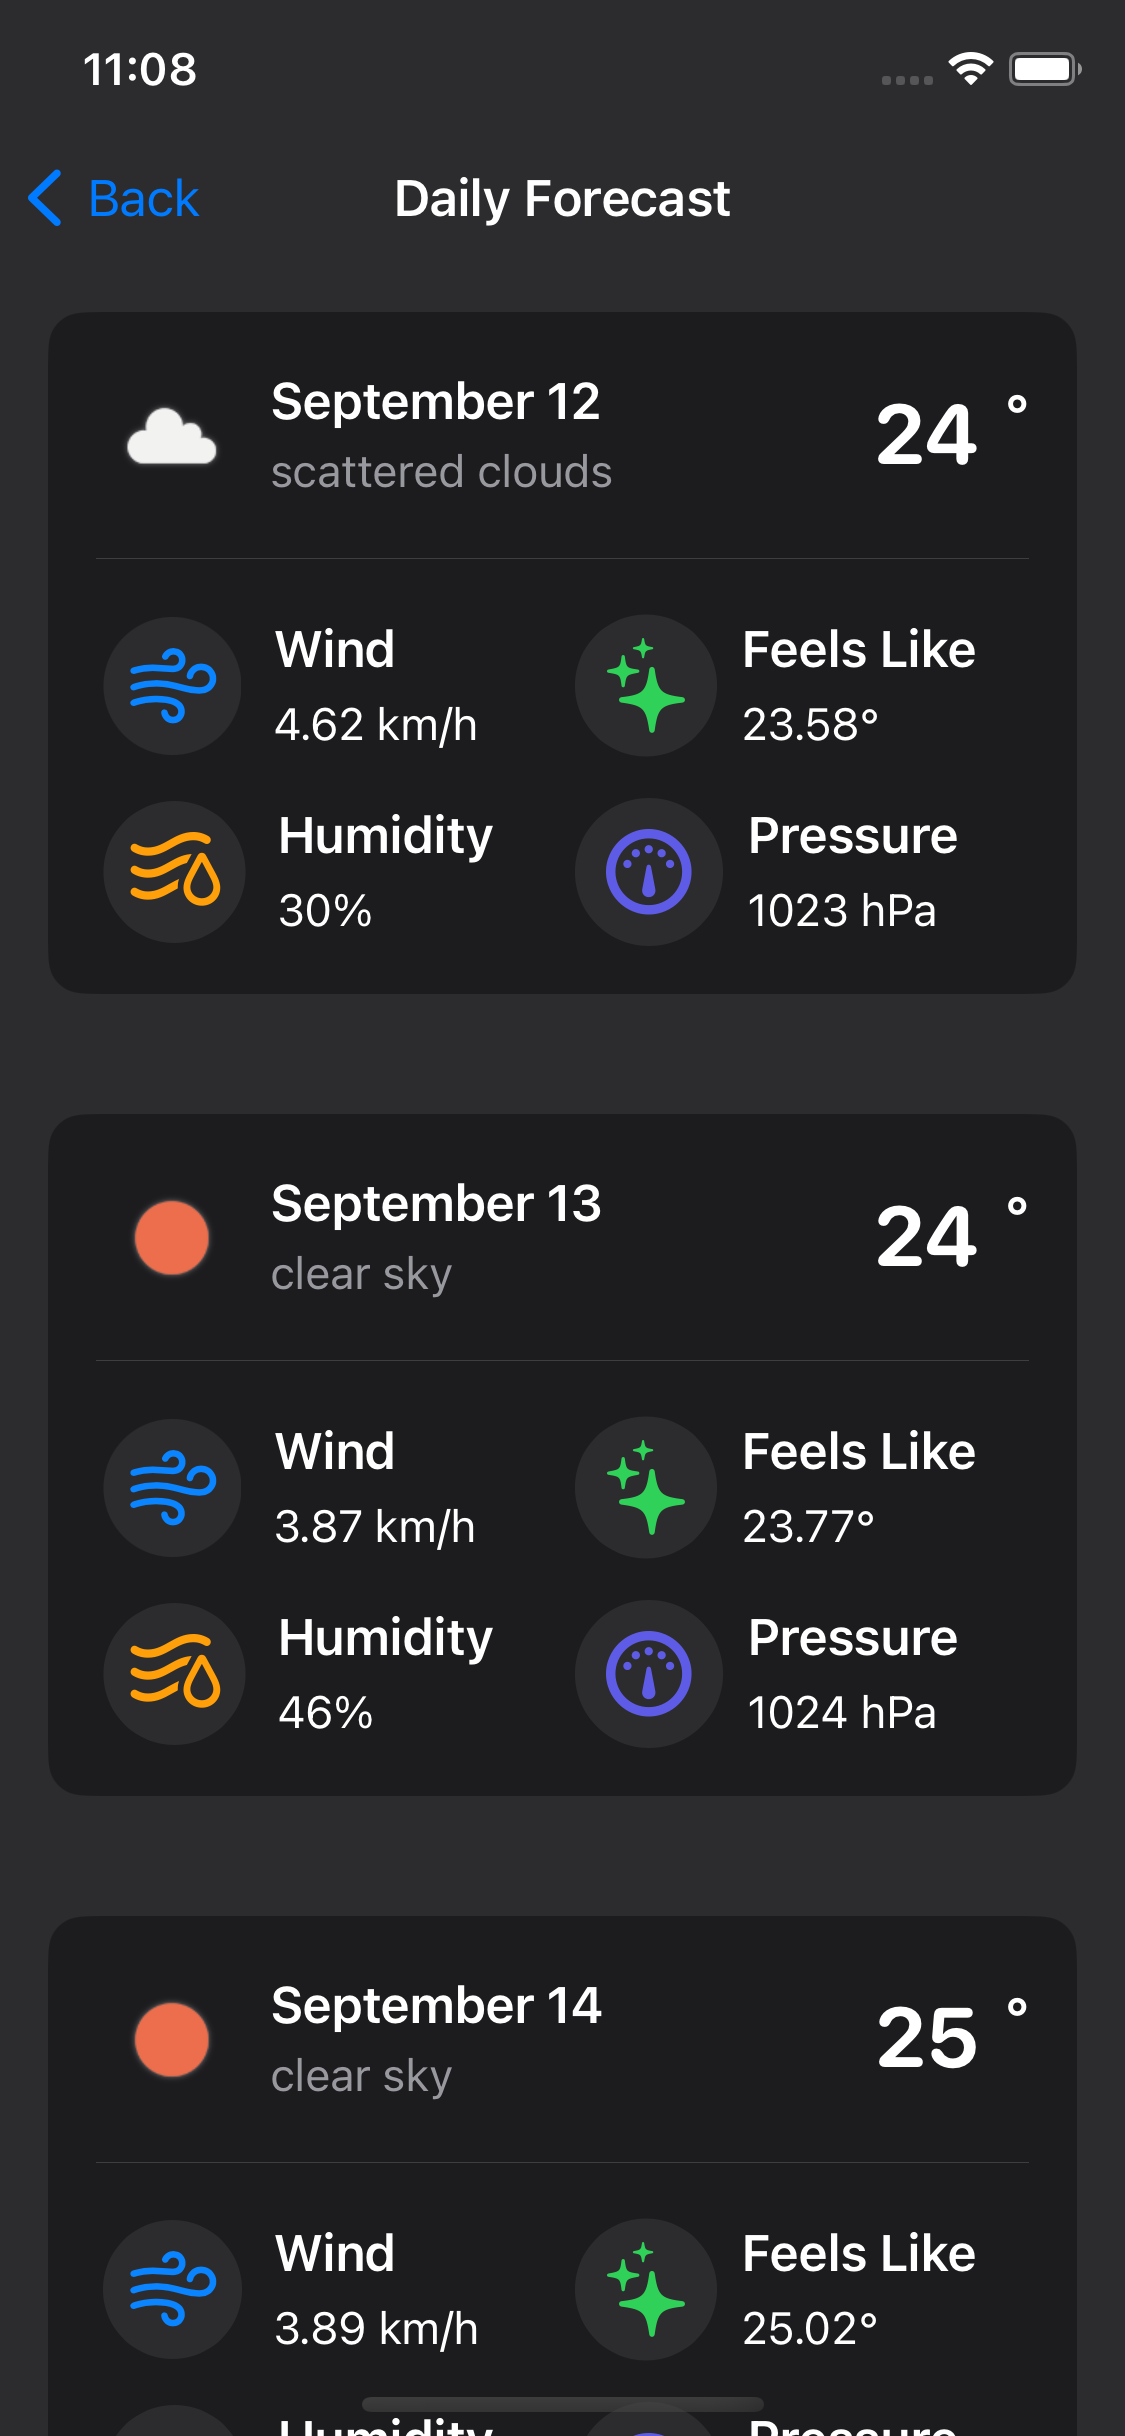 11:08
Back
Daily Forecast
September 12
scattered clouds
24 °
Wind
4.62 km/h
Feels Like
23.58°
Humidity
30%
Pressure
1023 hPa
September 13
clear sky
24 °
Wind
3.87 km/h
Feels Like
23.77°
Humidity
46%
Pressure
1024 hPa
September 14
clear sky
25 °
Wind
3.89 km/h
Feels Like
25.02°
Humidity
Pressure